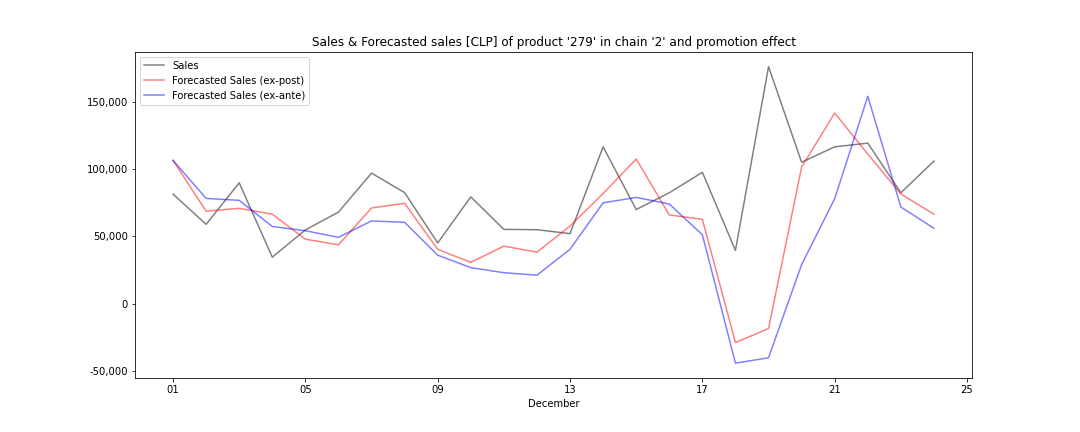 Sales & Forecasted sales [CLP] of product '279' in chain '2' and promotion effect
Sales
Forecasted Sales (ex-post)
Forecasted Sales (ex-ante)
150,000
100,000
50,000
0
-50,000
01 05 09 13 17 21 25
December